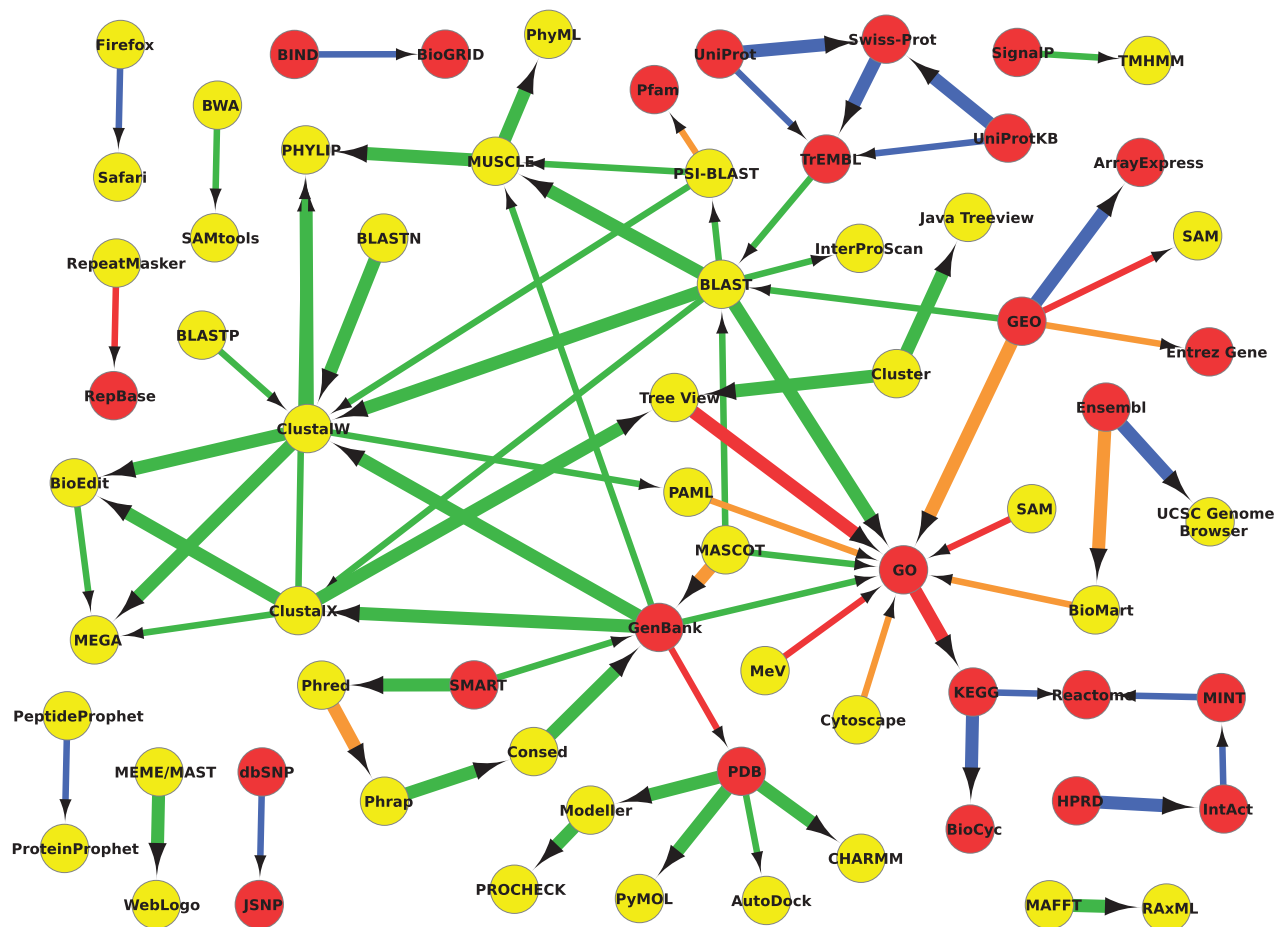 PhyML
Firefox
BIND
BioGRID
UniProt
Swiss-Prot
SignalP
TMHMM
Pfam
BWA
UniProtKB
PHYLIP
MUSCLE
TrEMBL
ArrayExpress
PSI-BLAST
Safari
Java Treeview
SAMtools
BLASTN
InterProScan
SAM
RepeatMasker
BLAST
GEO
BLASTP
Entrez Gene
Cluster
RepBase
Tree View
Ensembl
ClustalW
BioEdit
PAML
SAM
UCSC Genome
Browser
MASCOT
GO
ClustalX
BioMart
GenBank
MEGA
MeV
Phred
SMART
KEGG
Reactome
MINT
PeptideProphet
Cytoscape
Consed
MEME/MAST
dbSNP
PDB
Phrap
Modeller
HPRD
IntAct
BioCyc
ProteinProphet
CHARMM
PROCHECK
PyMOL
AutoDock
WebLogo
JSNP
MAFFT
RAxML